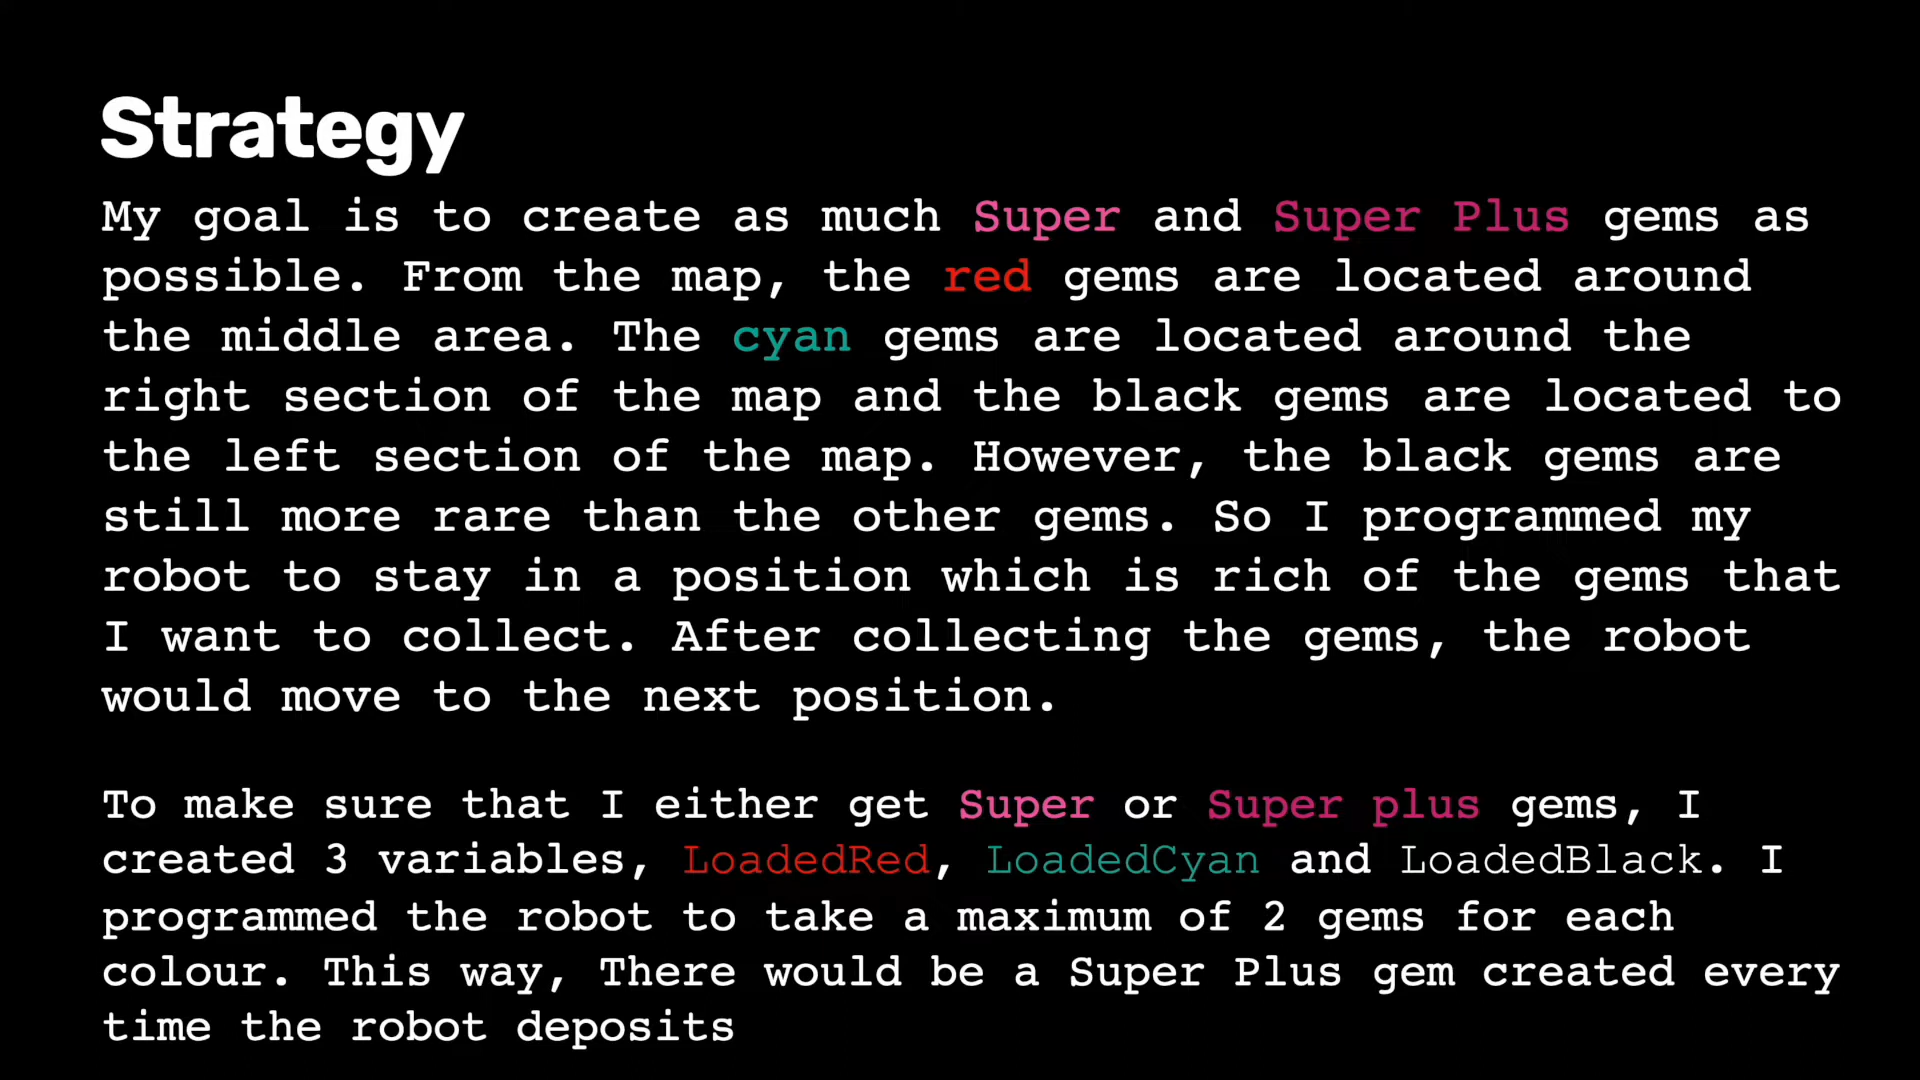 Strategy
My goal is to create as much Super and Super Plus gems as
possible. From the map, the red gems are located around
the middle area. The cyan gems are located around the
right section of the map and the black gems are located to
the left section of the map. However, the black gems are
still more rare than the other gems. So I programmed my
robot to stay in a position which is rich of the gems that
I want to collect. After collecting the gems, the robot
would move to the next position.
To make sure that I either get Super or Super plus gems, I
created 3 variables, LoadedRed, LoadedCyan and LoadedBlack. I
programmed the robot to take a maximum of 2 gems for each
colour. This way, There would be a Super Plus gem created every
time the robot deposits